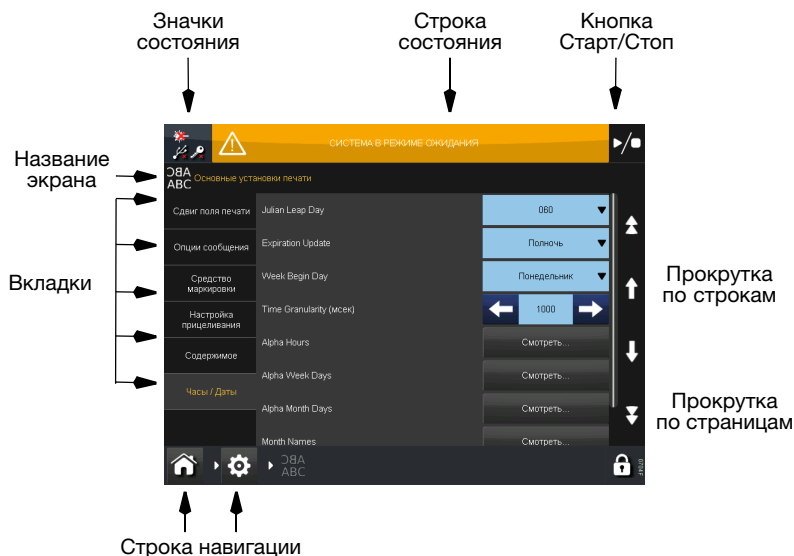 Значки
состояния
Строка
состояния
Кнопка
Старт/Стоп
СИСТЕМА В РЕЖИМЕ ОЖИДАНИЯ
Название
экрана
ABC
ABC
Основные установки печати
Вкладки
Сдвиг поля печати
Опции сообщения
Средство
маркировки
Настройка
прицеливания
Содержимое
Часы / Даты
Julian Leap Day
060
Expiration Update
Полночь
Week Begin Day
Понедельник
Time Granularity (мсек)
1000
Alpha Hours
Смотреть...
Alpha Week Days
Смотреть...
Alpha Month Days
Смотреть...
Month Names
Смотреть...
Прокрутка
по строкам
Прокрутка
по страницам
ABC
ABC
0704F
Строка навигации